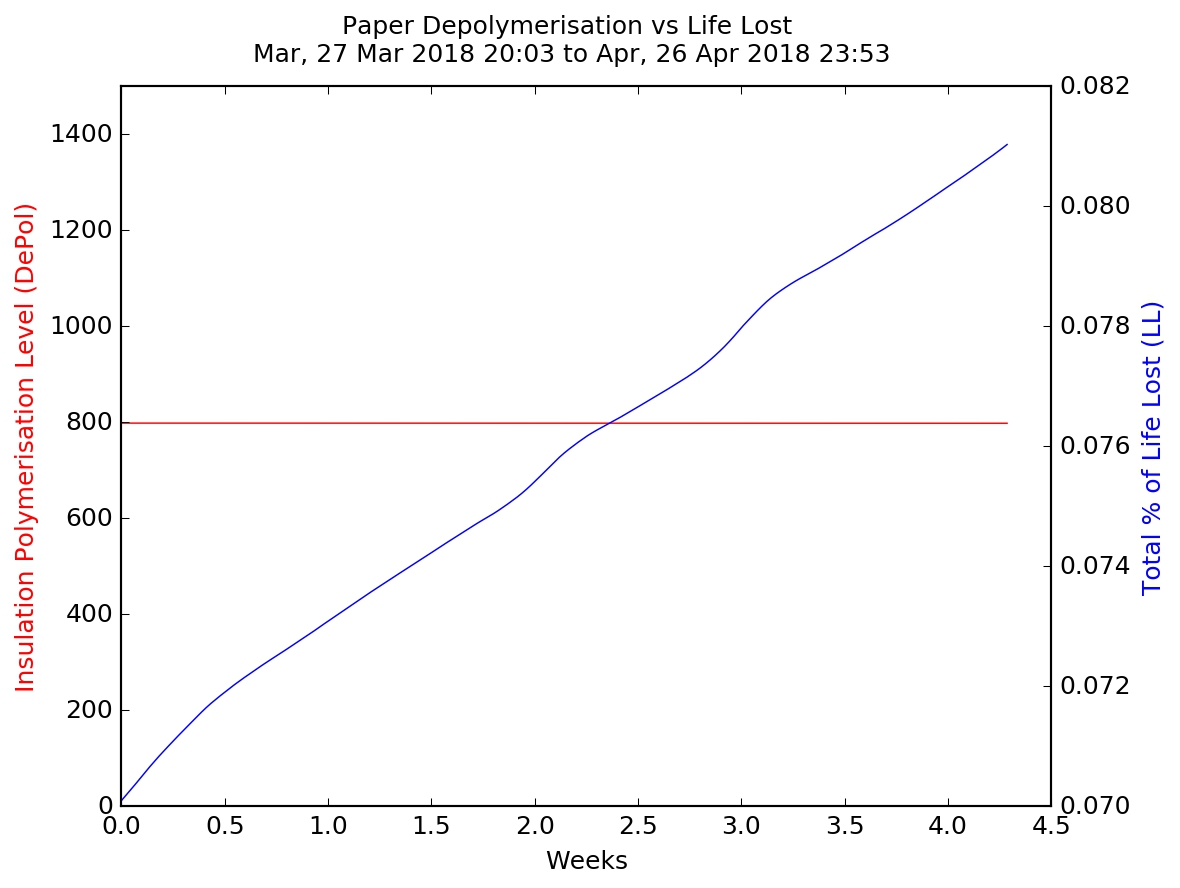 Paper Depolymerisation vs Life Lost
Mar, 27 Mar 2018 20:03 to Apr, 26 Apr 2018 23:53
Insulation Polymerisation Level (DePol)
1400
1200
1000
800
600
400
200
0
0.082
0.080
0.078
0.076
0.074
0.072
0.070
Total % of Life Lost (LL)
0.0 0.5 1.0 1.5 2.0 2.5 3.0 3.5 4.0 4.5
Weeks